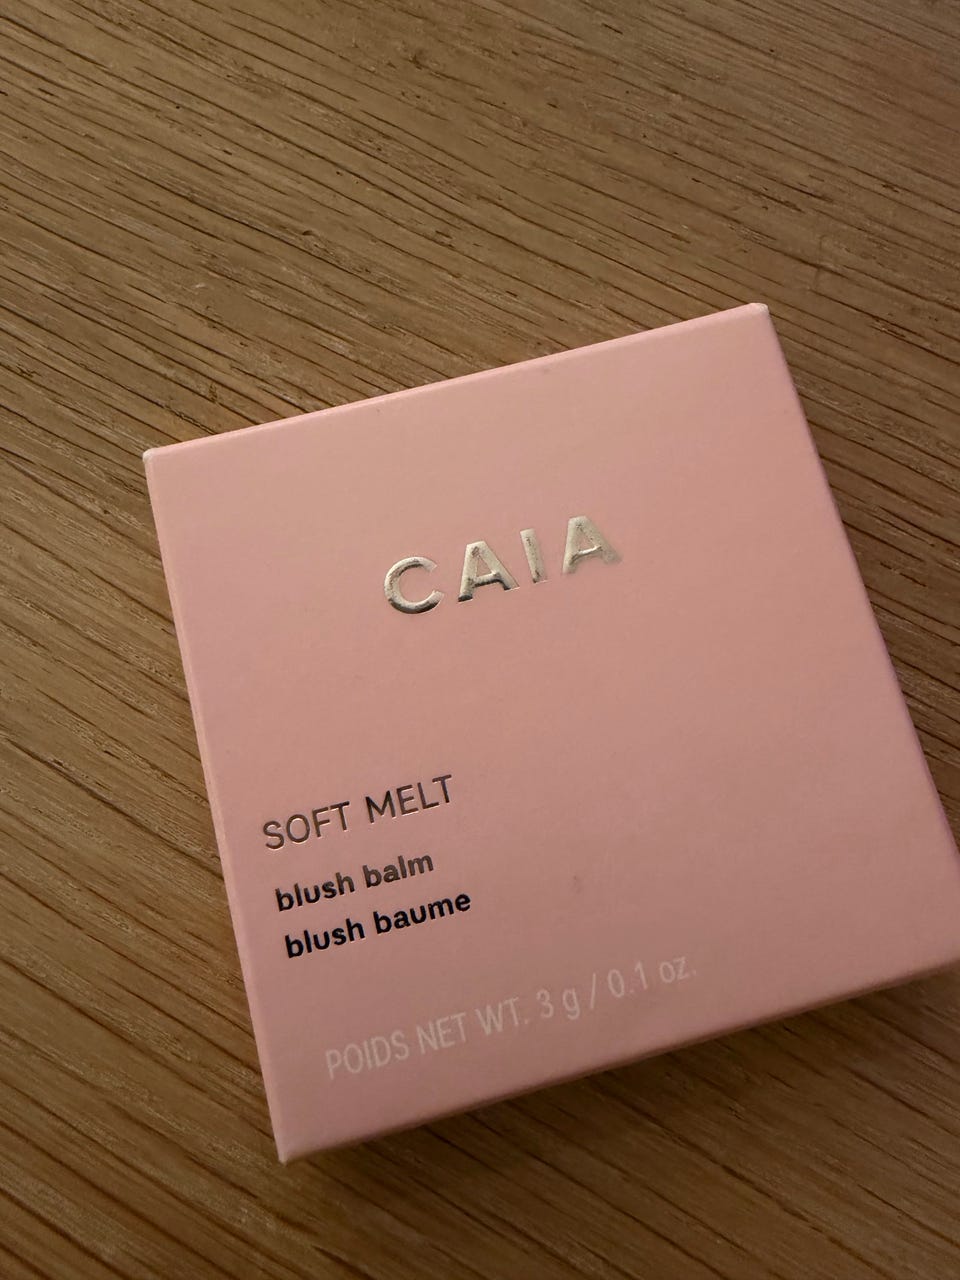 CAIA
SOFT MELT
blush balm
blush baume
POIDS NET WT. 3 g / 0.1 oz.